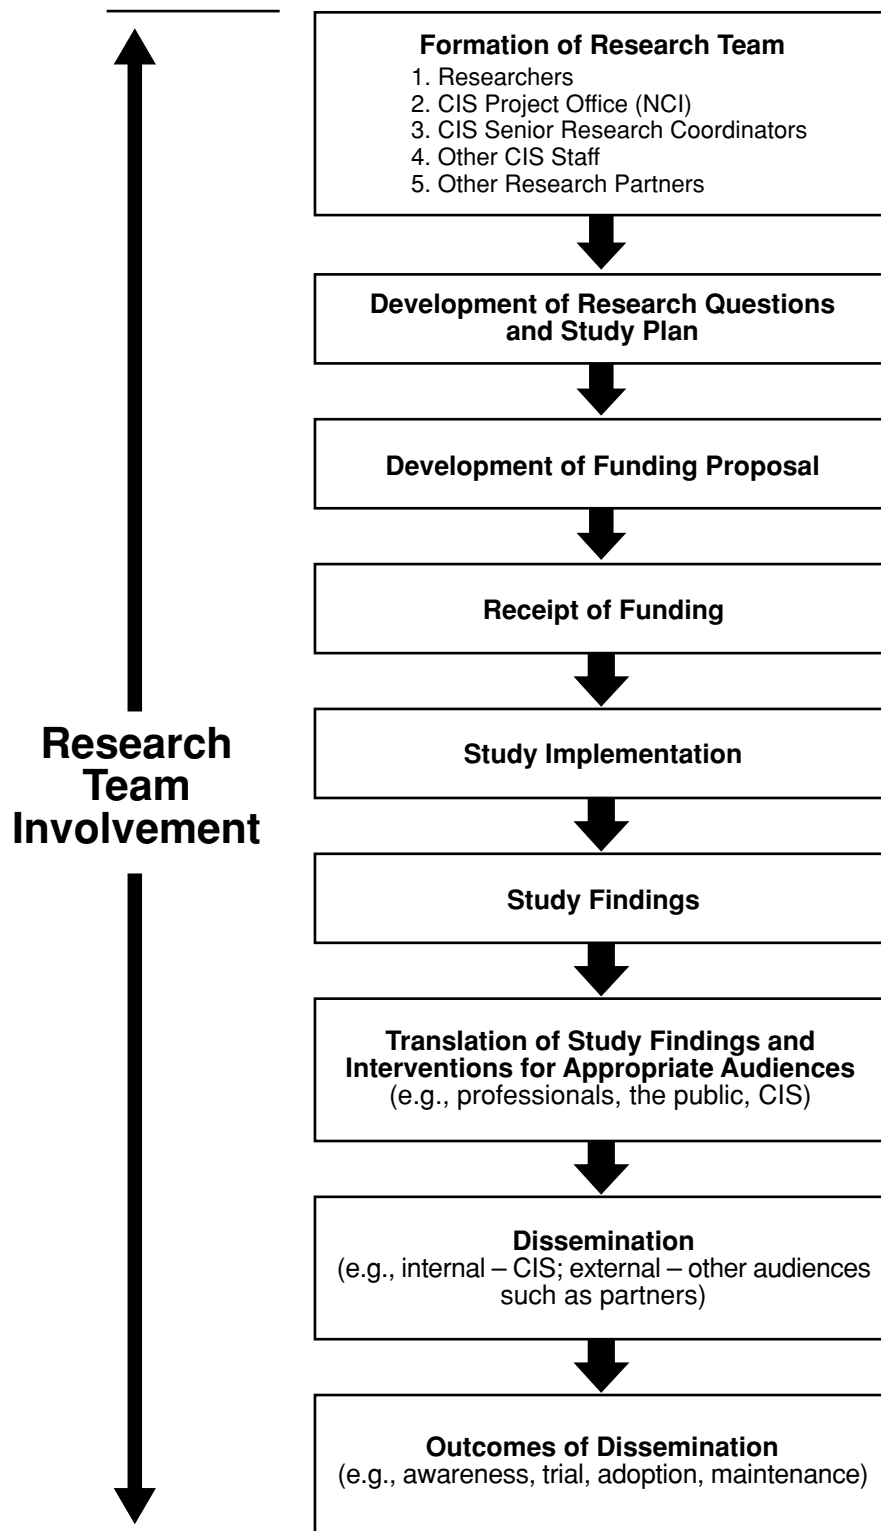 Formation of Research Team
1. Researchers
2. CIS Project Office (NCI)
3. CIS Senior Research Coordinators
4. Other CIS Staff
5. Other Research Partners
Development of Research Questions
and Study Plan
Development of Funding Proposal
Receipt of Funding
Research
Team
Involvement
Study Implementation
Study Findings
Translation of Study Findings and
Interventions for Appropriate Audiences
(e.g., professionals, the public, CIS)
Dissemination
(e.g., internal – CIS; external – other audiences
such as partners)
Outcomes of Dissemination
(e.g., awareness, trial, adoption, maintenance)